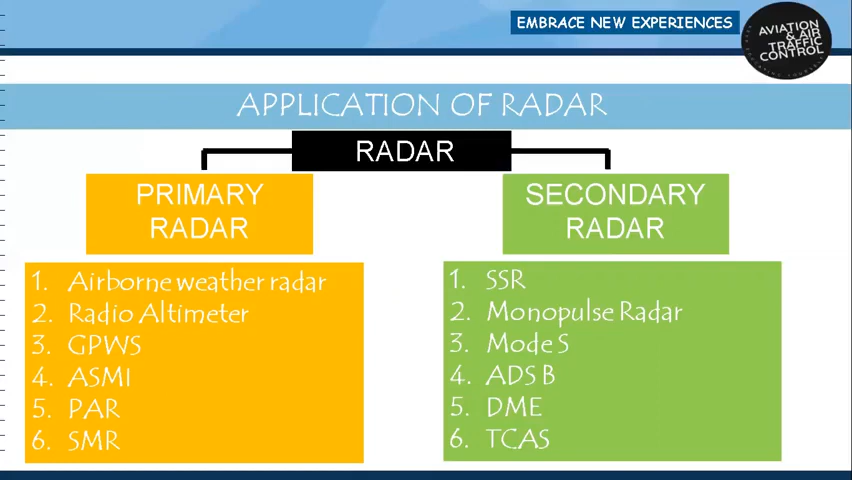 EMBRACE NEW EXPERIENCES
AVIATION
& AIR
TRAFFIC
CONTROL
APPLICATION OF RADAR
RADAR
PRIMARY
RADAR
1. Airborne weather radar
2. Radio Altimeter
3. GPWS
4. ASMI
5. PAR
6. SMR
SECONDARY
RADAR
1. SSR
2. Monopulse Radar
3. Mode S
4. ADS B
5. DME
6. TCAS